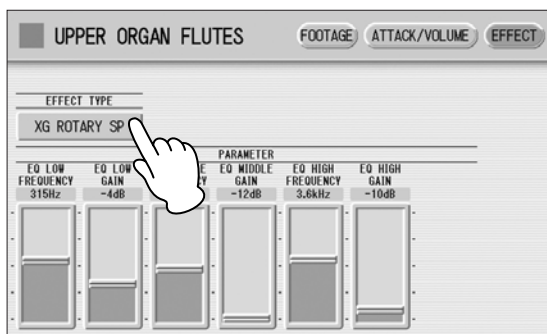 UPPER ORGAN FLUTES FOOTAGE ATTACK/VOLUME EFFECT
EFFECT TYPE
XG ROTARY SP
PARAMETER
EQ LOW EQ LOW EQ MIDDLE EQ HIGH EQ HIGH
FREQUENCY GAIN GAIN FREQUENCY GAIN
315Hz -4dB -12dB 3.6kHz -10dB